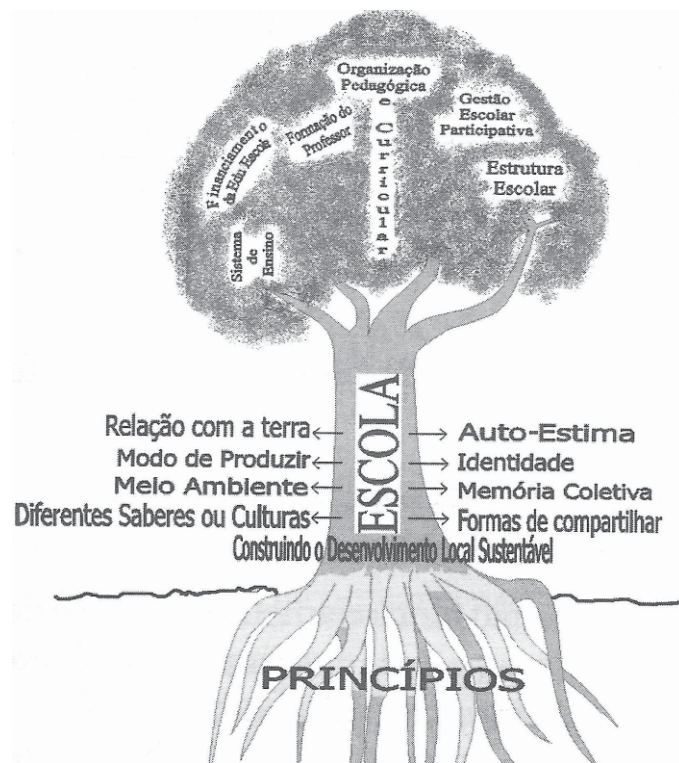 Organização
Pedagógica
e Curricular
Gestão
Escolar
Participativa
Formação do
Professor
Financiamento
da Edu Escola
Estrutura
Escolar
Sistema
de
Ensino
ESCOLA
Relação com a terra
Modo de Produzir
Meio Ambiente
Diferentes Saberes ou Culturas
Auto-Estima
Identidade
Memória Coletiva
Formas de compartilhar
Construindo o Desenvolvimento Local Sustentável
PRINCÍPIOS